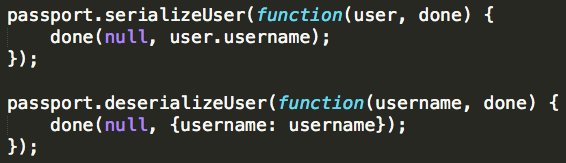 passport.serializeUser(function(user, done) {
    done(null, user.username);
});

passport.deserializeUser(function(username, done) {
    done(null, {username: username});
});